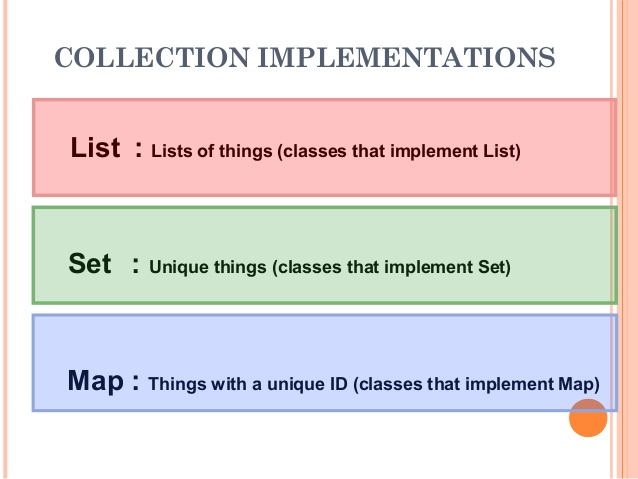 COLLECTION IMPLEMENTATIONS
List : Lists of things (classes that implement List)
Set : Unique things (classes that implement Set)
Map : Things with a unique ID (classes that implement Map)